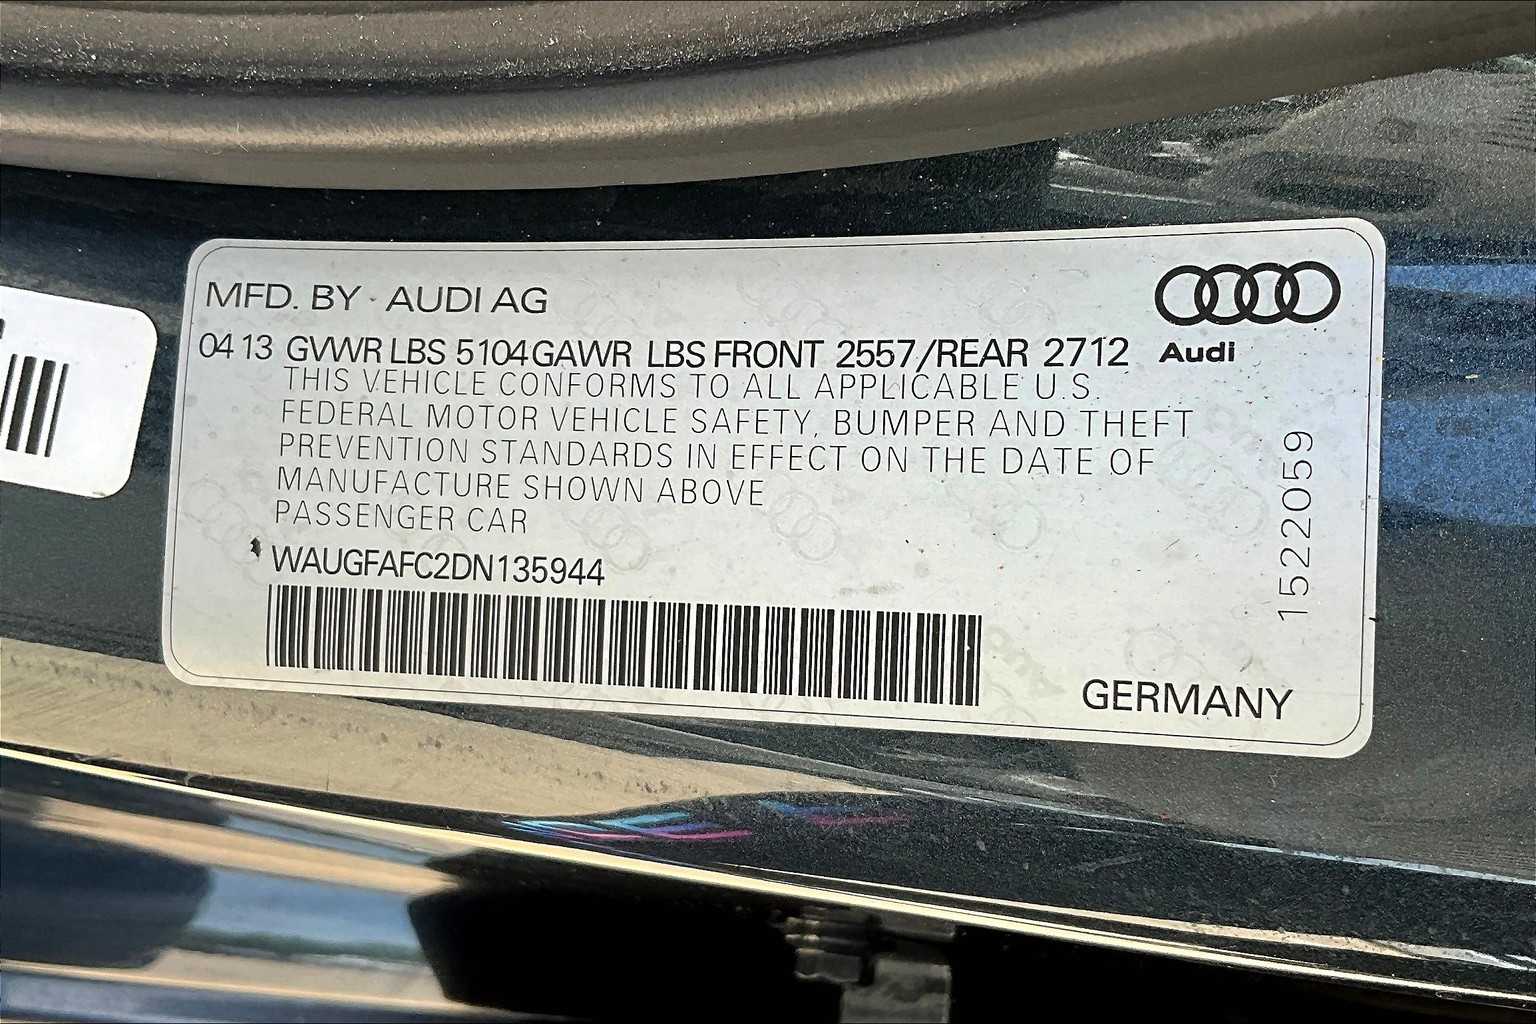 MFD. BY AUDI AG
04 13 GVWR LBS 5104 GAWR LBS FRONT 2557/REAR 2712
Audi
THIS VEHICLE CONFORMS TO ALL APPLICABLE U.S.
FEDERAL MOTOR VEHICLE SAFETY, BUMPER AND THEFT
PREVENTION STANDARDS IN EFFECT ON THE DATE OF
MANUFACTURE SHOWN ABOVE
PASSENGER CAR
WAUGFAFC2DN135944
1522059
GERMANY